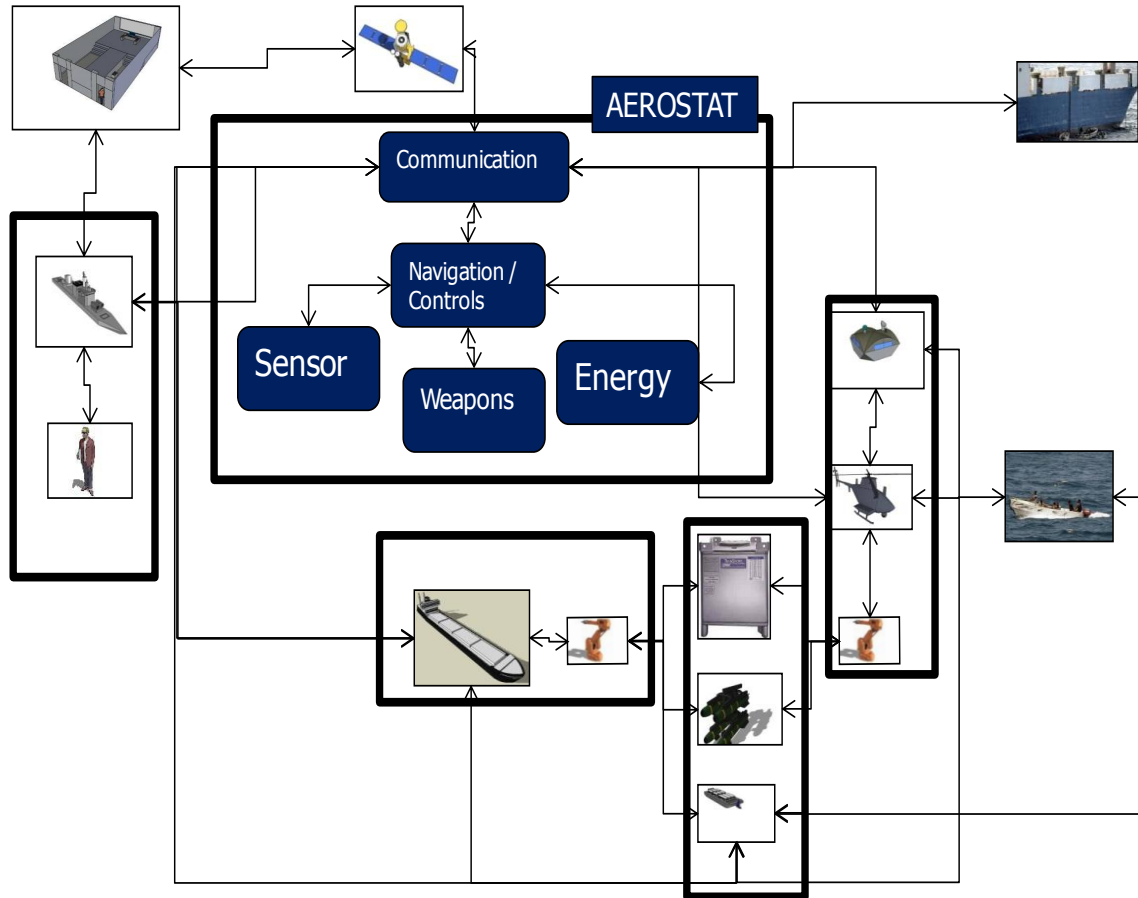 AEROSTAT
Communication
Navigation /
Controls
Sensor
Weapons
Energy